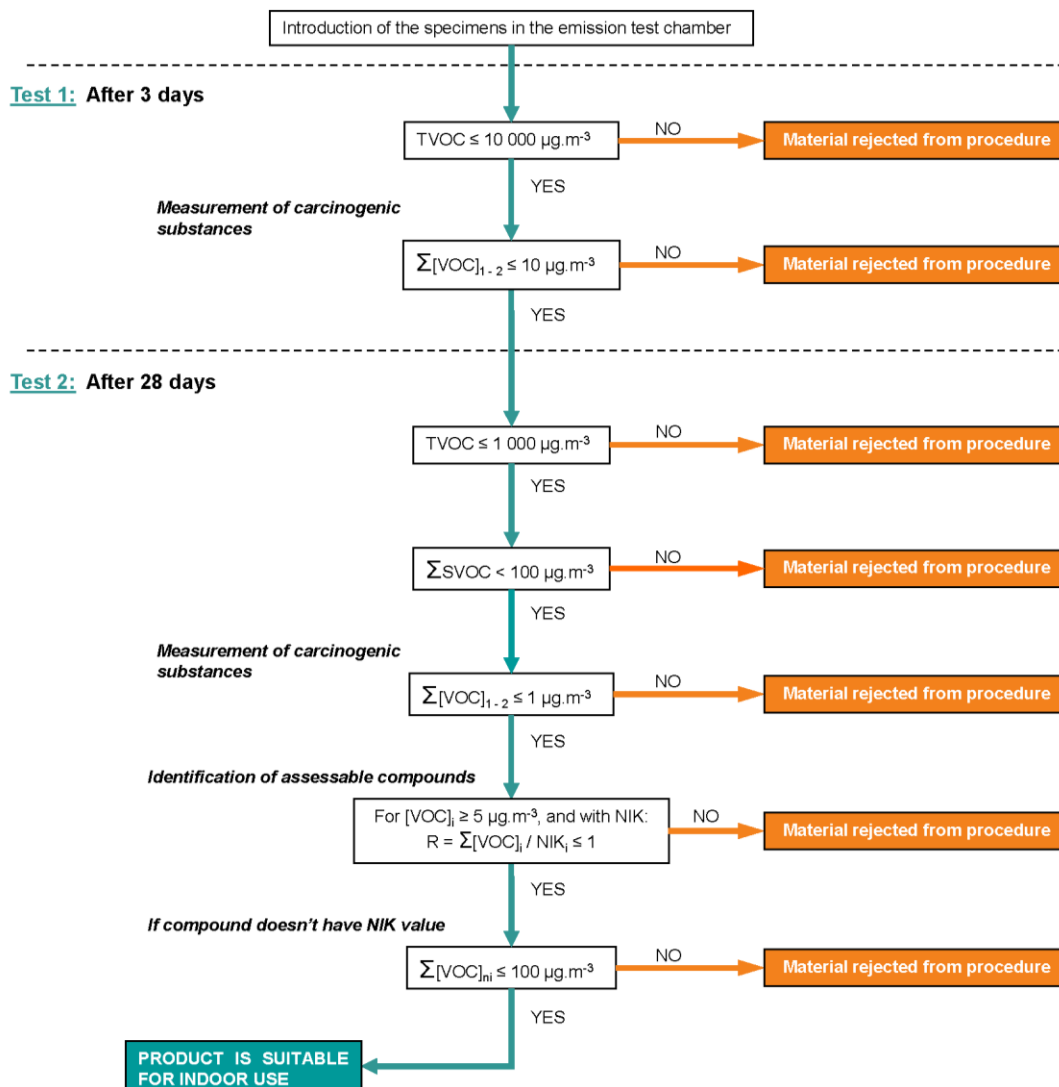 Introduction of the specimens in the emission test chamber
Test 1: After 3 days
TVOC ≤ 10 000 µg.m⁻³
NO
Material rejected from procedure
YES
Measurement of carcinogenic
substances
Σ[VOC]₁₋₂ ≤ 10 µg.m⁻³
NO
Material rejected from procedure
YES
Test 2: After 28 days
TVOC ≤ 1 000 µg.m⁻³
NO
Material rejected from procedure
YES
ΣSVOC < 100 µg.m⁻³
NO
Material rejected from procedure
YES
Measurement of carcinogenic
substances
Σ[VOC]₁₋₂ ≤ 1 µg.m⁻³
NO
Material rejected from procedure
YES
Identification of assessable compounds
For [VOC]ᵢ ≥ 5 µg.m⁻³, and with NIK:
R = Σ[VOC]ᵢ / NIKᵢ ≤ 1
NO
Material rejected from procedure
YES
If compound doesn't have NIK value
Σ[VOC]ₙᵢ ≤ 100 µg.m⁻³
NO
Material rejected from procedure
YES
PRODUCT IS SUITABLE
FOR INDOOR USE